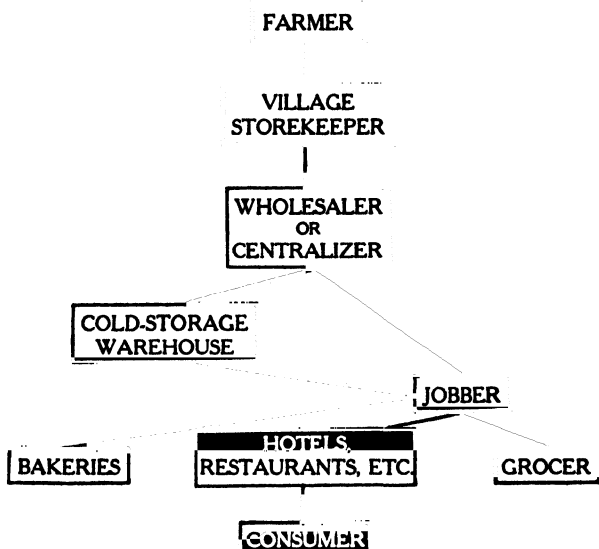 FARMER
VILLAGE
STOREKEEPER
WHOLESALER
OR
CENTRALIZER
COLD-STORAGE
WAREHOUSE
JOBBER
BAKERIES
HOTELS,
RESTAURANTS, ETC.
GROCER
CONSUMER